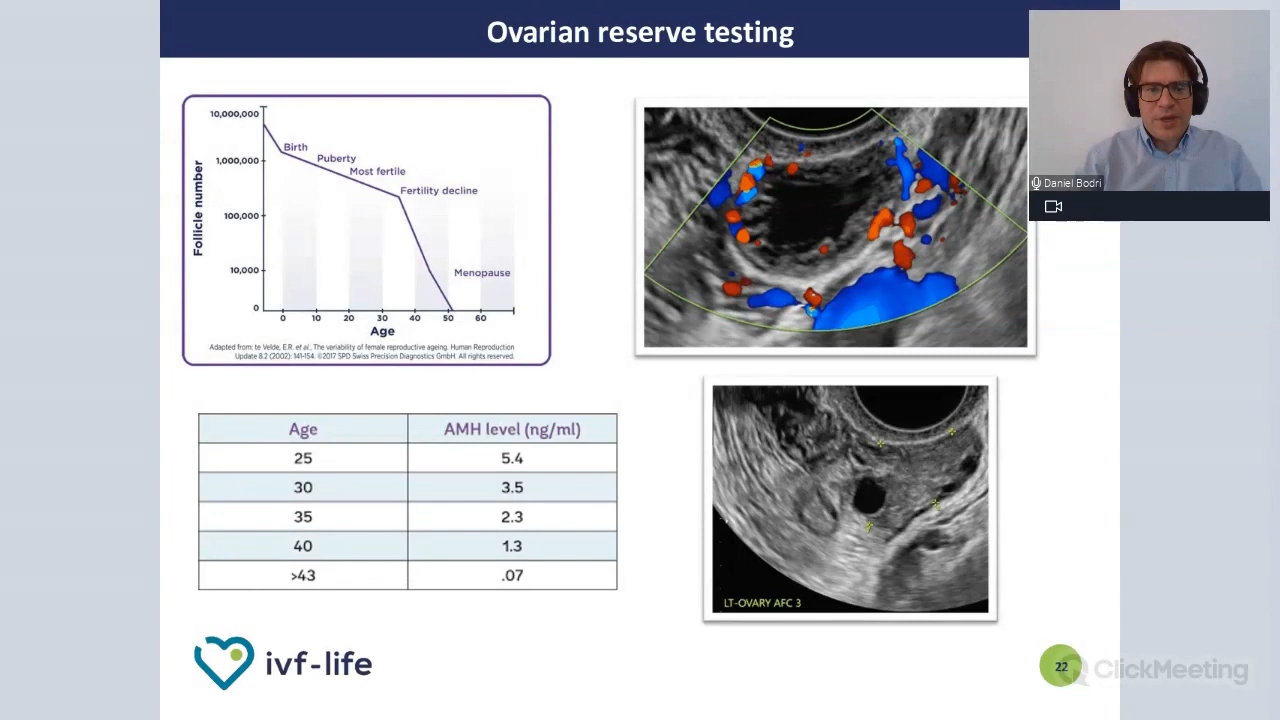 Ovarian reserve testing
10,000,000
1,000,000
100,000
10,000
0
Follicle number
Birth
Puberty
Most fertile
Fertility decline
Menopause
0 10 20 30 40 50 60
Age
Adapted from: te Velde, E.R. et al.. The variability of female reproductive ageing. Human Reproduction
Update 8.2 (2002): 141-154. ©2017 SPD Swiss Precision Diagnostics GmbH. All rights reserved.
Daniel Bodri
Age AMH level (ng/ml)
25 5.4
30 3.5
35 2.3
40 1.3
>43 .07
LT-OVARY AFC 3
ivf-life
22
ClickMeeting